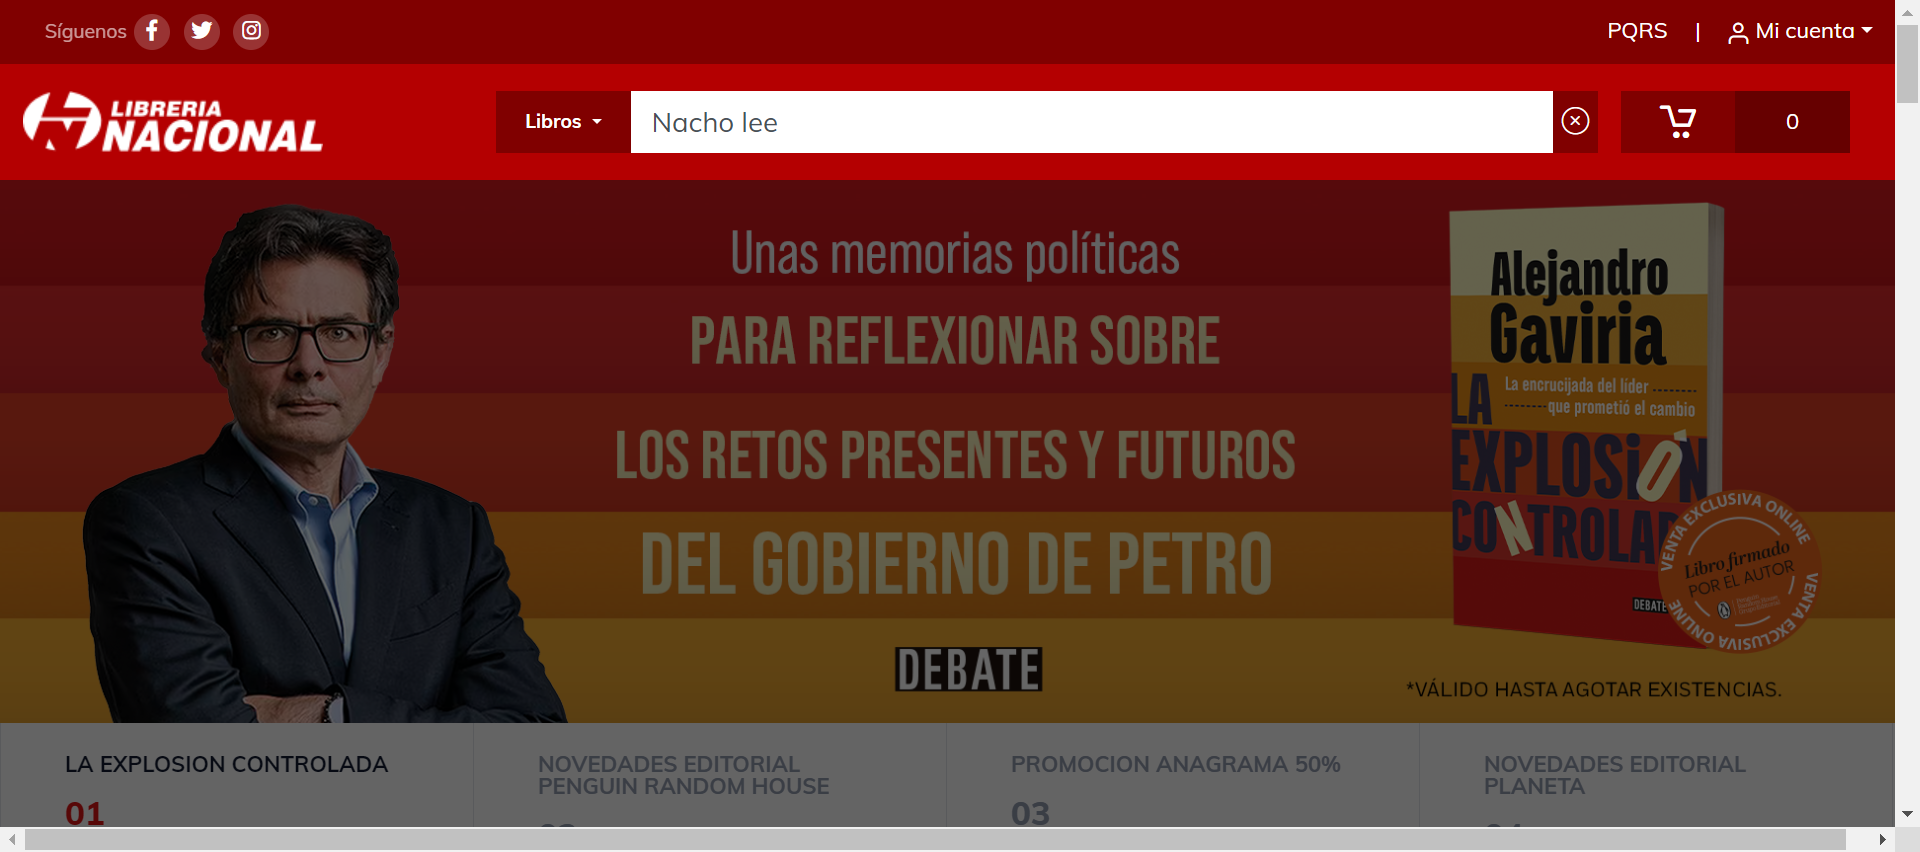 Síguenos
PQRS | Mi cuenta
LIBRERIA
NACIONAL
Libros
Nacho lee
0
Unas memorias políticas
PARA REFLEXIONAR SOBRE
LOS RETOS PRESENTES Y FUTUROS
DEL GOBIERNO DE PETRO
DEBATE
Alejandro
Gaviria
La encrucijada del líder
que prometió el cambio
LA
EXPLOSIÓN
CONTROLAD
DEBATE
VENTA EXCLUSIVA ONLINE
Libro firmado
POR EL AUTOR
VENTA EXCLUSIVA ONLINE
*VÁLIDO HASTA AGOTAR EXISTENCIAS.
LA EXPLOSION CONTROLADA
01
NOVEDADES EDITORIAL
PENGUIN RANDOM HOUSE
PROMOCION ANAGRAMA 50%
03
NOVEDADES EDITORIAL
PLANETA